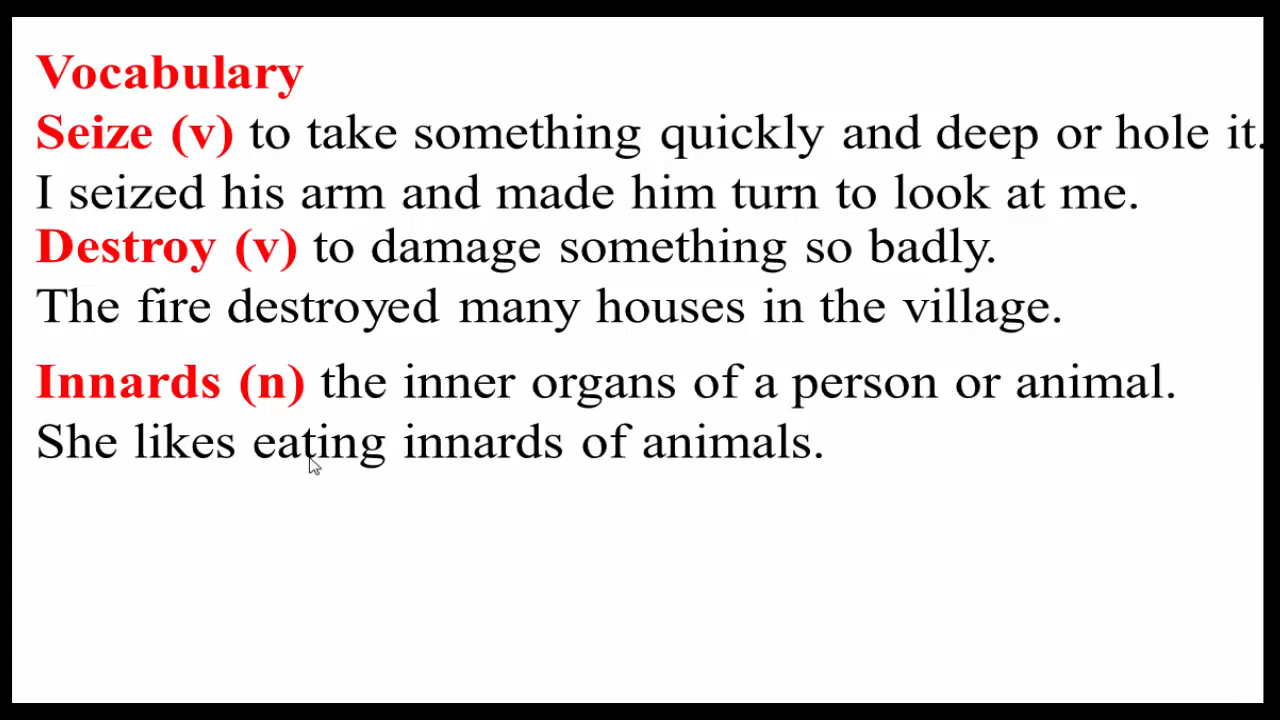 Vocabulary
Seize (v) to take something quickly and deep or hole it.
I seized his arm and made him turn to look at me.
Destroy (v) to damage something so badly.
The fire destroyed many houses in the village.
Innards (n) the inner organs of a person or animal.
She likes eating innards of animals.